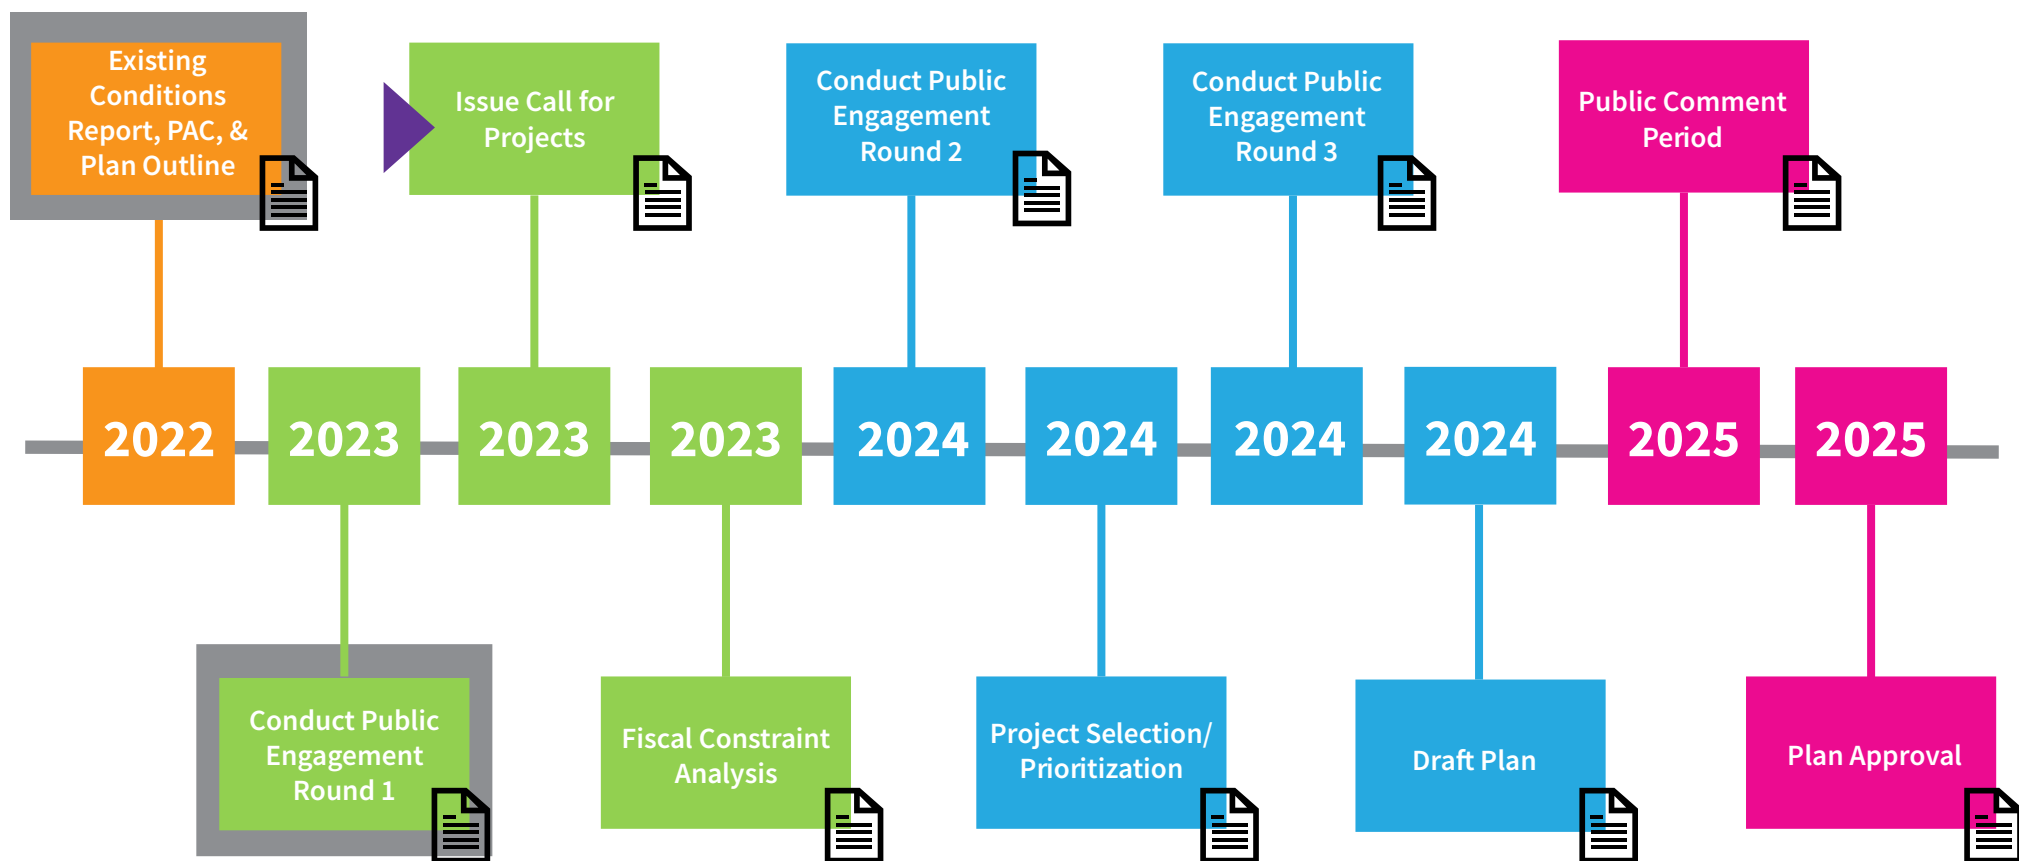 Existing
Conditions
Report, PAC, &
Plan Outline
Issue Call for
Projects
Conduct Public
Engagement
Round 2
Conduct Public
Engagement
Round 3
Public Comment
Period
2022
2023
2023
2023
2024
2024
2024
2024
2025
2025
Conduct Public
Engagement
Round 1
Fiscal Constraint
Analysis
Project Selection/
Prioritization
Draft Plan
Plan Approval